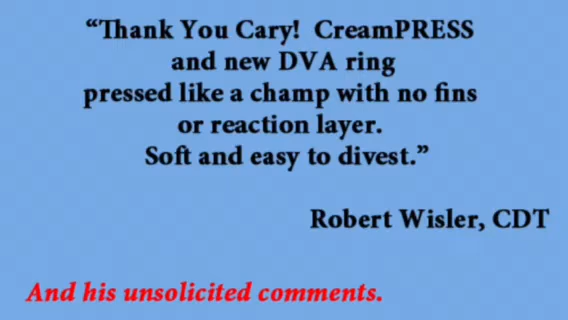 “Thank You Cary!  CreamPRESS
and new DVA ring
pressed like a champ with no fins
or reaction layer.
Soft and easy to divest.”
Robert Wisler, CDT
And his unsolicited comments.